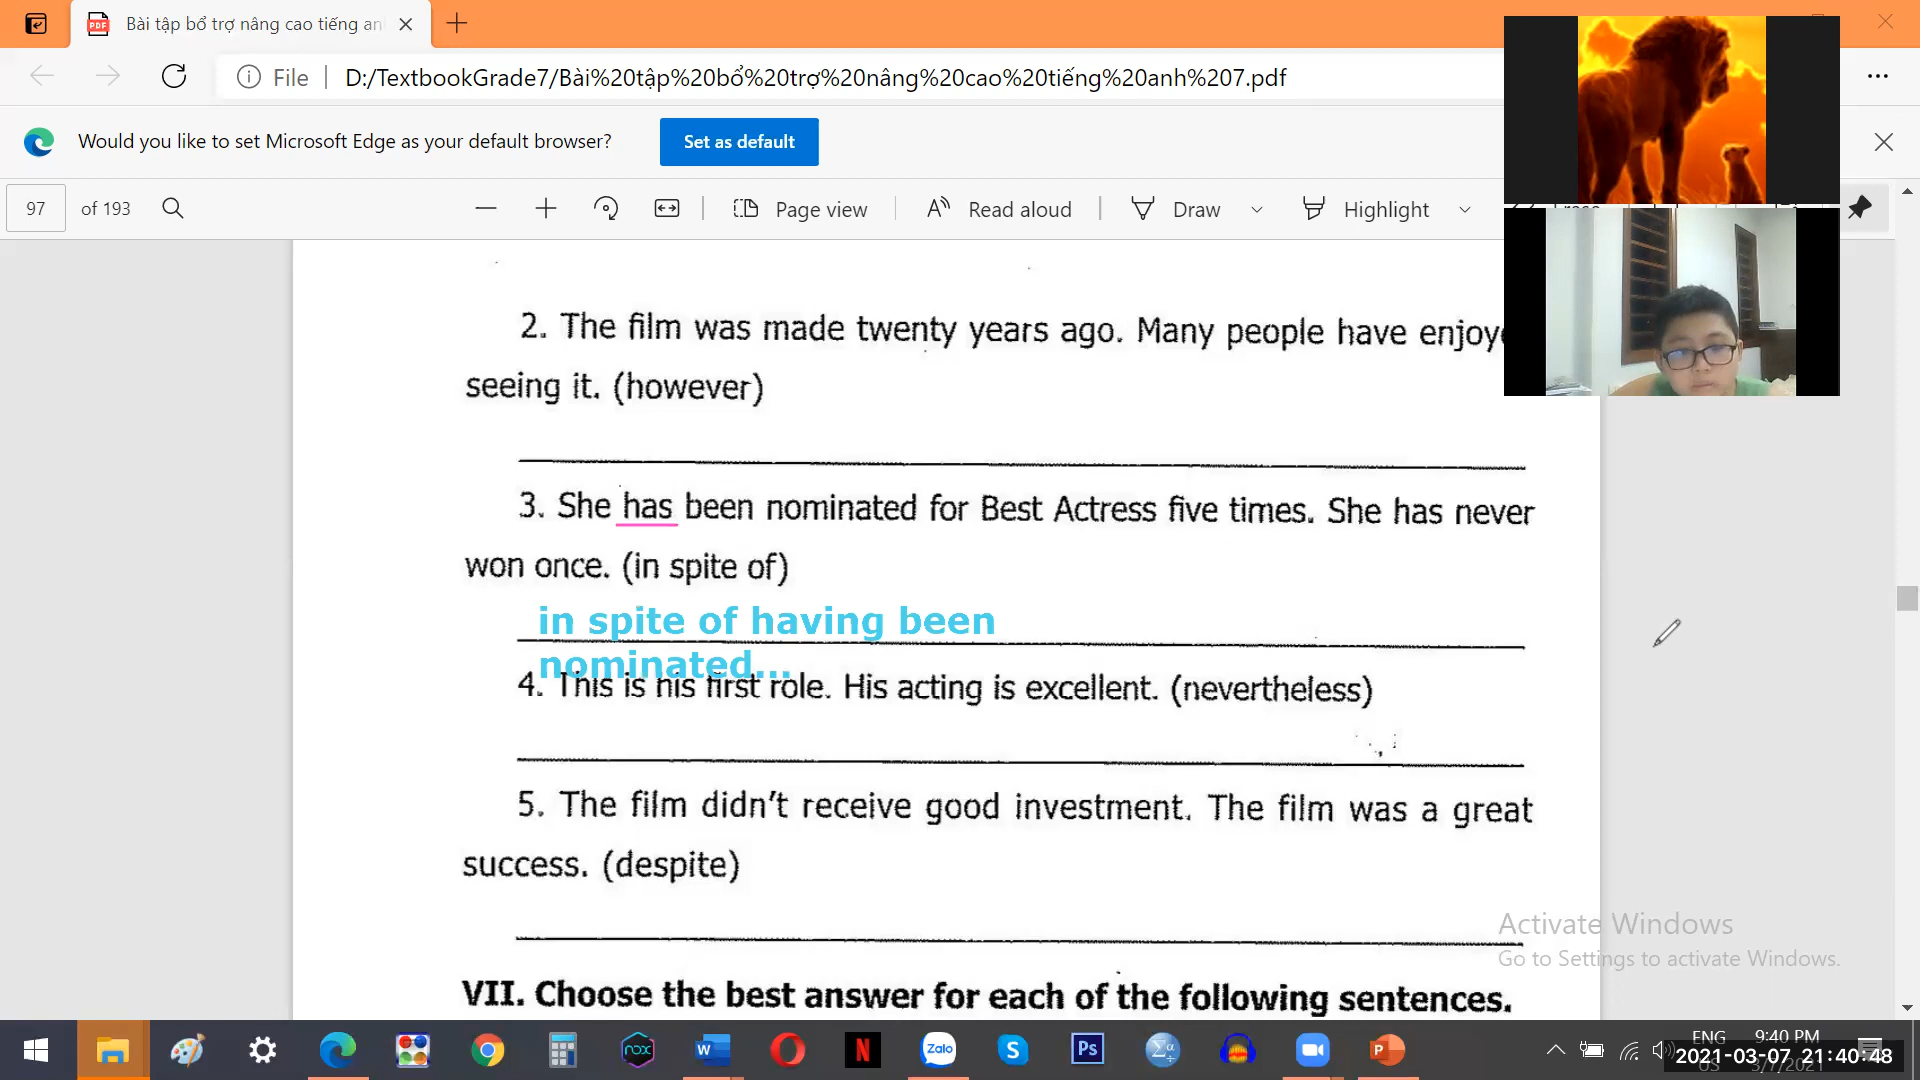 Bài tập bổ trợ nâng cao tiếng an
File
D:/TextbookGrade7/Bài%20tập%20bổ%20trợ%20nâng%20cao%20tiếng%20anh%207.pdf
Would you like to set Microsoft Edge as your default browser?
Set as default
97 of 193
Page view
Read aloud
Draw
Highlight
2. The film was made twenty years ago. Many people have enjoye
seeing it. (however)
3. She has been nominated for Best Actress five times. She has never
won once. (in spite of)
in spite of having been
nominated...
4. This is his first role. His acting is excellent. (nevertheless)
5. The film didn't receive good investment. The film was a great
success. (despite)
VII. Choose the best answer for each of the following sentences.
Activate Windows
Go to Settings to activate Windows.
nox
Zalo
Ps
ENG
9:40 PM
2021-03-07 21:40:48